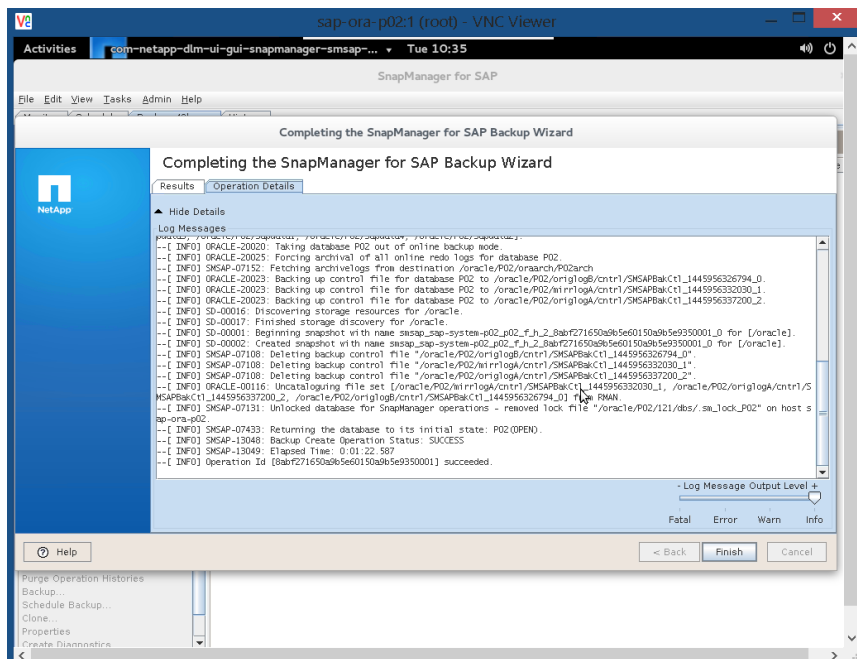 sap-ora-p02:1 (root) - VNC Viewer
Activities com-netapp-dlm-ui-gui-snapmanager-smsap-... Tue 10:35
SnapManager for SAP
File Edit View Tasks Admin Help
Completing the SnapManager for SAP Backup Wizard
Completing the SnapManager for SAP Backup Wizard
NetApp
Results Operation Details
Hide Details
Log Messages
--[ INFO] ORACLE-20020: Taking database P02 out of online backup mode.
--[ INFO] ORACLE-20025: Forcing archival of all online redo logs for database P02.
--[ INFO] SMSAP-07152: Fetching archivelogs from destination /oracle/P02/oraarch/P02arch
--[ INFO] ORACLE-20023: Backing up control file for database P02 to /oracle/P02/origlogB/cntrl/SMSAPBakCtl_1445956326794_0.
--[ INFO] ORACLE-20023: Backing up control file for database P02 to /oracle/P02/mirrlogA/cntrl/SMSAPBakCtl_1445956332030_1.
--[ INFO] ORACLE-20023: Backing up control file for database P02 to /oracle/P02/origlogA/cntrl/SMSAPBakCtl_1445956337200_2.
--[ INFO] SD-00016: Discovering storage resources for /oracle.
--[ INFO] SD-00017: Finished storage discovery for /oracle.
--[ INFO] SD-00001: Beginning snapshot with name smsap_sap-system-p02_p02_f_h_2_8abf271650a9b5e60150a9b5e9350001_0 for [/oracle].
--[ INFO] SD-00002: Created snapshot with name smsap_sap-system-p02_p02_f_h_2_8abf271650a9b5e60150a9b5e9350001_0 for [/oracle].
--[ INFO] SMSAP-07108: Deleting backup control file "/oracle/P02/origlogB/cntrl/SMSAPBakCtl_1445956326794_0".
--[ INFO] SMSAP-07108: Deleting backup control file "/oracle/P02/mirrlogA/cntrl/SMSAPBakCtl_1445956332030_1".
--[ INFO] SMSAP-07108: Deleting backup control file "/oracle/P02/origlogA/cntrl/SMSAPBakCtl_1445956337200_2".
--[ INFO] ORACLE-00116: Uncataloguing file set [/oracle/P02/mirrlogA/cntrl/SMSAPBakCtl_1445956332030_1, /oracle/P02/origlogA/cntrl/S
MSAPBakCtl_1445956337200_2, /oracle/P02/origlogB/cntrl/SMSAPBakCtl_1445956326794_0] from RMAN.
--[ INFO] SMSAP-07131: Unlocked database for SnapManager operations - removed lock file "/oracle/P02/121/dbs/.sm_lock_P02" on host s
ap-ora-p02.
--[ INFO] SMSAP-07433: Returning the database to its initial state: P02(OPEN).
--[ INFO] SMSAP-13048: Backup Create Operation Status: SUCCESS
--[ INFO] SMSAP-13049: Elapsed Time: 0:01:22.587
--[ INFO] Operation Id [8abf271650a9b5e60150a9b5e9350001] succeeded.
- Log Message Output Level +
Fatal Error Warn Info
Help < Back Finish Cancel
Purge Operation Histories
Backup...
Schedule Backup...
Clone...
Properties
Create Diagnostics